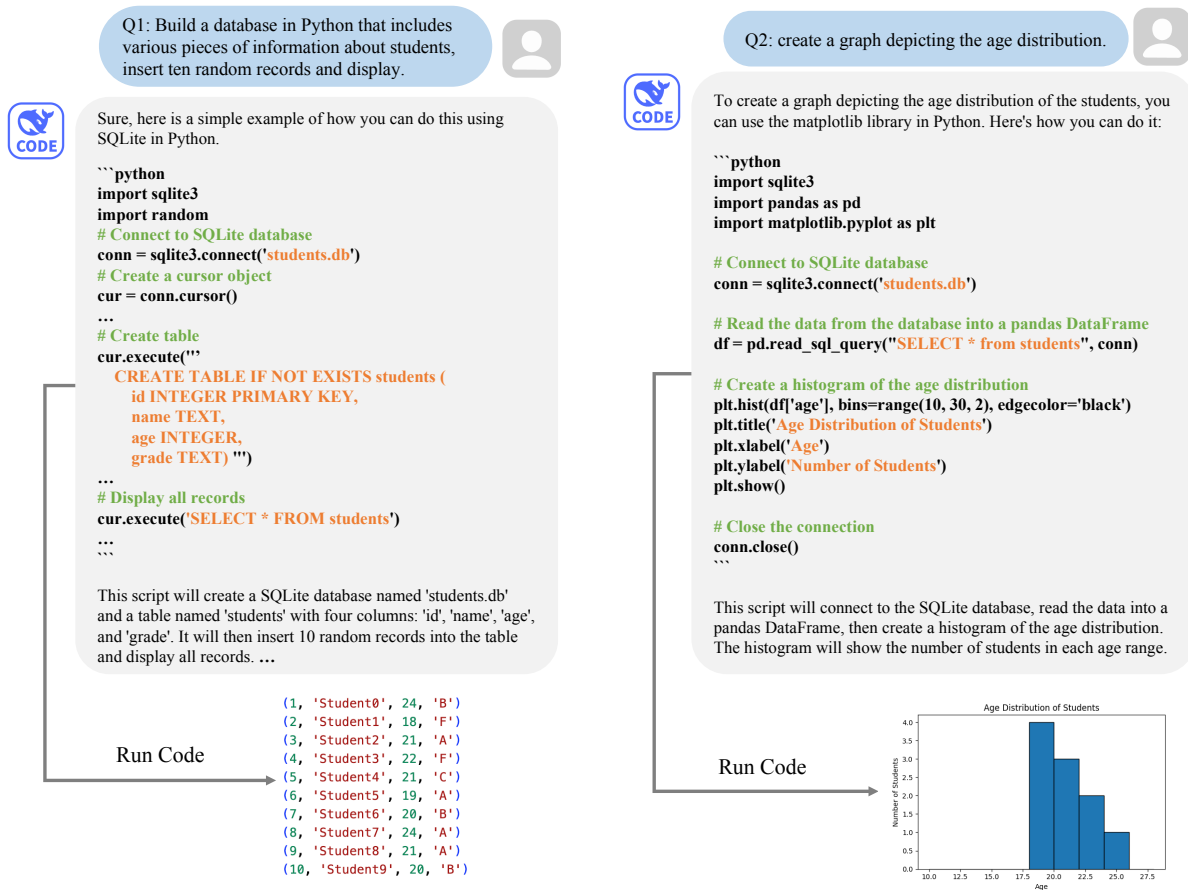 Q1: Build a database in Python that includes
various pieces of information about students,
insert ten random records and display.
CODE
Sure, here is a simple example of how you can do this using
SQLite in Python.
```python
import sqlite3
import random
# Connect to SQLite database
conn = sqlite3.connect('students.db')
# Create a cursor object
cur = conn.cursor()
…
# Create table
cur.execute('''
CREATE TABLE IF NOT EXISTS students (
id INTEGER PRIMARY KEY,
name TEXT,
age INTEGER,
grade TEXT) ''')
…
# Display all records
cur.execute('SELECT * FROM students')
…
```
This script will create a SQLite database named 'students.db'
and a table named 'students' with four columns: 'id', 'name', 'age',
and 'grade'. It will then insert 10 random records into the table
and display all records. …
Run Code
(1, 'Student0', 24, 'B')
(2, 'Student1', 18, 'F')
(3, 'Student2', 21, 'A')
(4, 'Student3', 22, 'F')
(5, 'Student4', 21, 'C')
(6, 'Student5', 19, 'A')
(7, 'Student6', 20, 'B')
(8, 'Student7', 24, 'A')
(9, 'Student8', 21, 'A')
(10, 'Student9', 20, 'B')
Q2: create a graph depicting the age distribution.
CODE
To create a graph depicting the age distribution of the students, you
can use the matplotlib library in Python. Here's how you can do it:
```python
import sqlite3
import pandas as pd
import matplotlib.pyplot as plt
# Connect to SQLite database
conn = sqlite3.connect('students.db')
# Read the data from the database into a pandas DataFrame
df = pd.read_sql_query("SELECT * from students", conn)
# Create a histogram of the age distribution
plt.hist(df['age'], bins=range(10, 30, 2), edgecolor='black')
plt.title('Age Distribution of Students')
plt.xlabel('Age')
plt.ylabel('Number of Students')
plt.show()
# Close the connection
conn.close()
```
This script will connect to the SQLite database, read the data into a
pandas DataFrame, then create a histogram of the age distribution.
The histogram will show the number of students in each age range.
Run Code
Age Distribution of Students
Number of Students
4.0
3.5
3.0
2.5
2.0
1.5
1.0
0.5
0.0
10.0 12.5 15.0 17.5 20.0 22.5 25.0 27.5
Age